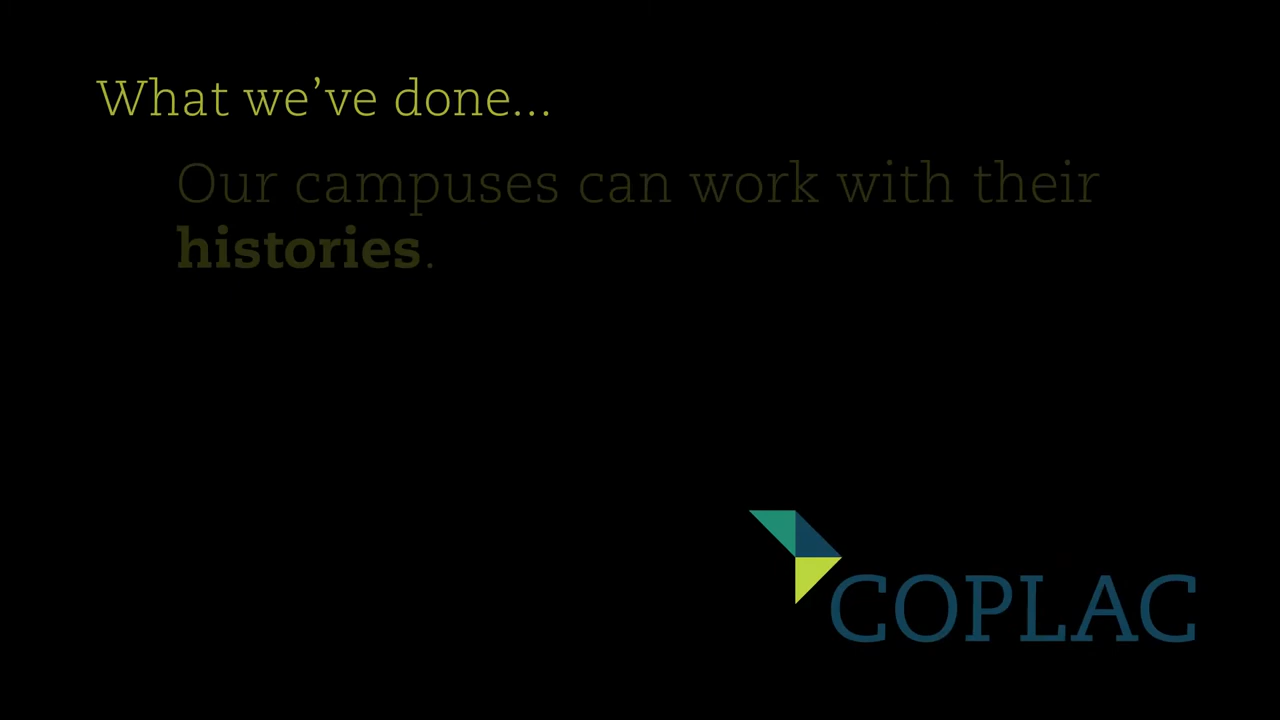 What we’ve done…
Our campuses can work with their
histories.
COPLAC